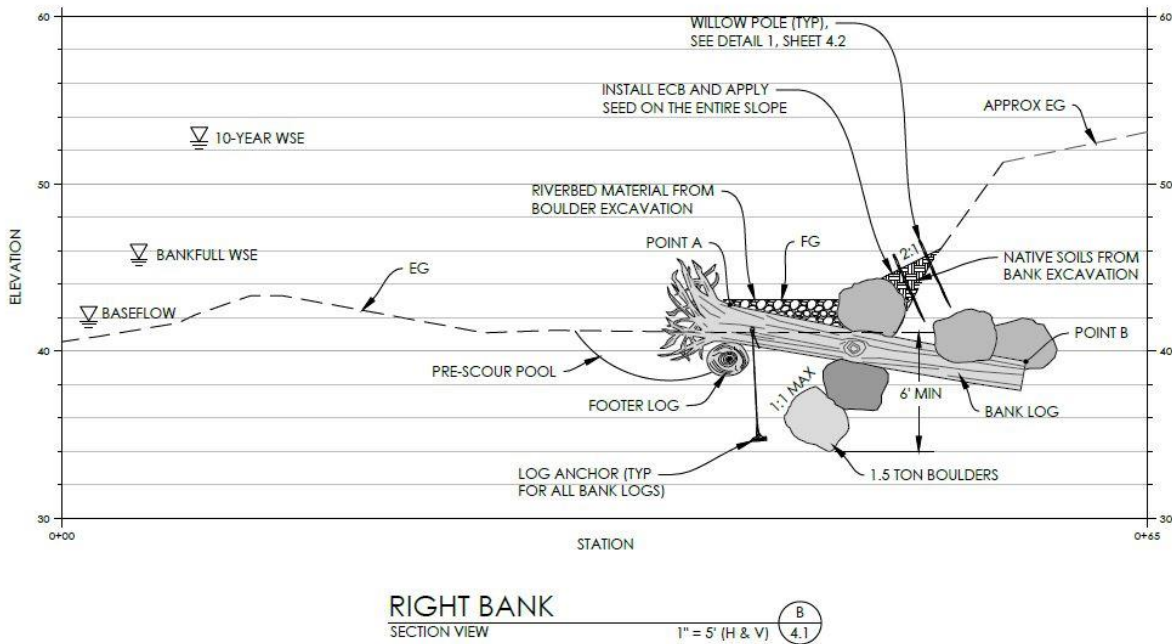 60
60
WILLOW POLE (TYP),
SEE DETAIL 1, SHEET 4.2
INSTALL ECB AND APPLY
SEED ON THE ENTIRE SLOPE
APPROX EG
10-YEAR WSE
50
50
RIVERBED MATERIAL FROM
BOULDER EXCAVATION
POINT A
FG
2:1
NATIVE SOILS FROM
BANK EXCAVATION
BANKFULL WSE
EG
ELEVATION
BASEFLOW
POINT B
40
40
PRE-SCOUR POOL
1:1 MAX
6' MIN
FOOTER LOG
BANK LOG
LOG ANCHOR (TYP
FOR ALL BANK LOGS)
1.5 TON BOULDERS
30
30
0+00
0+65
STATION
RIGHT BANK
SECTION VIEW
1" = 5' (H & V)
B
4.1